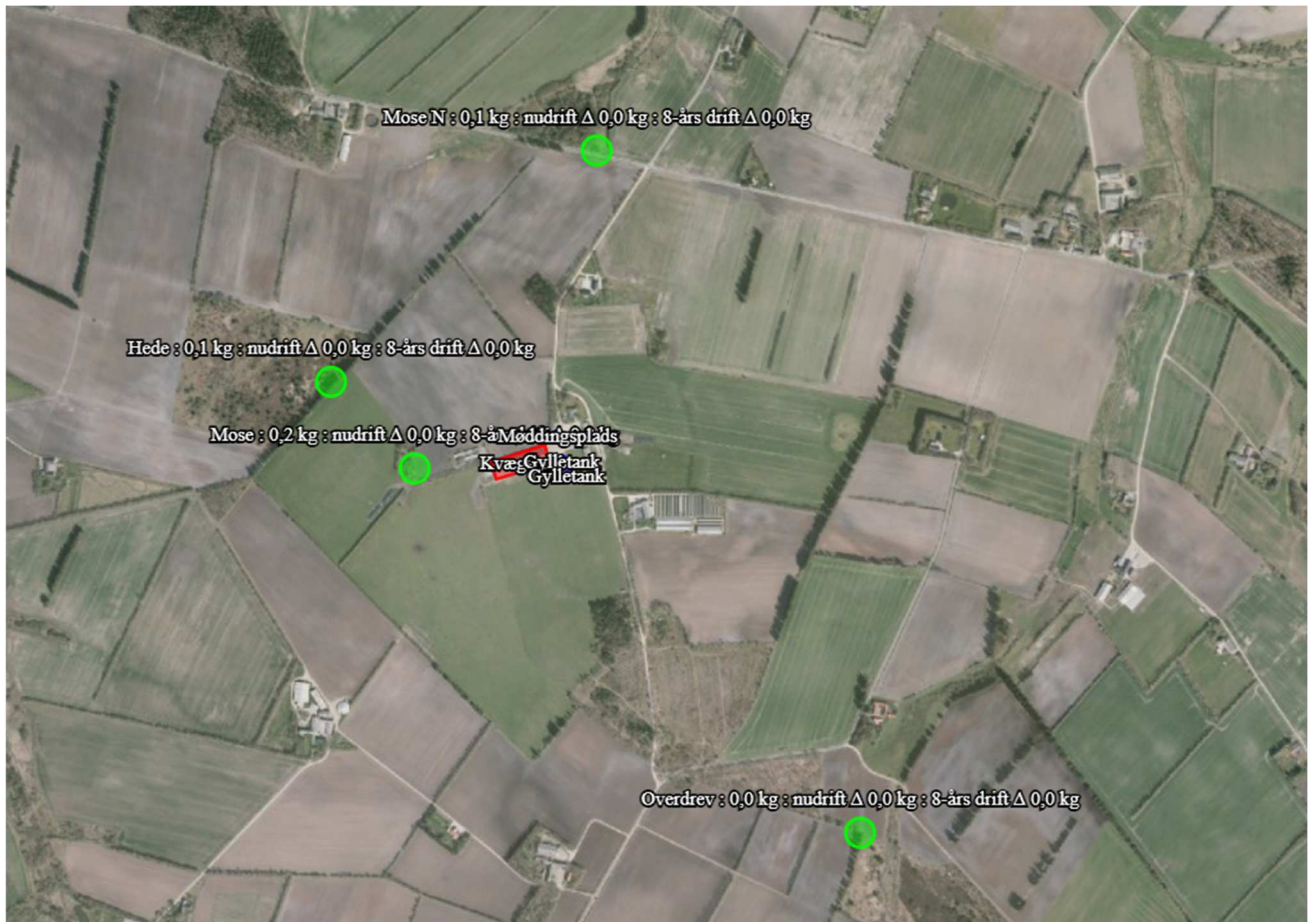 Mose N : 0,1 kg : nudrift Δ 0,0 kg : 8-års drift Δ 0,0 kg
Hede : 0,1 kg : nudrift Δ 0,0 kg : 8-års drift Δ 0,0 kg
Mose : 0,2 kg : nudrift Δ 0,0 kg
Møddingsplads
Gylletank
Gylletank
Overdrev : 0,0 kg : nudrift Δ 0,0 kg : 8-års drift Δ 0,0 kg